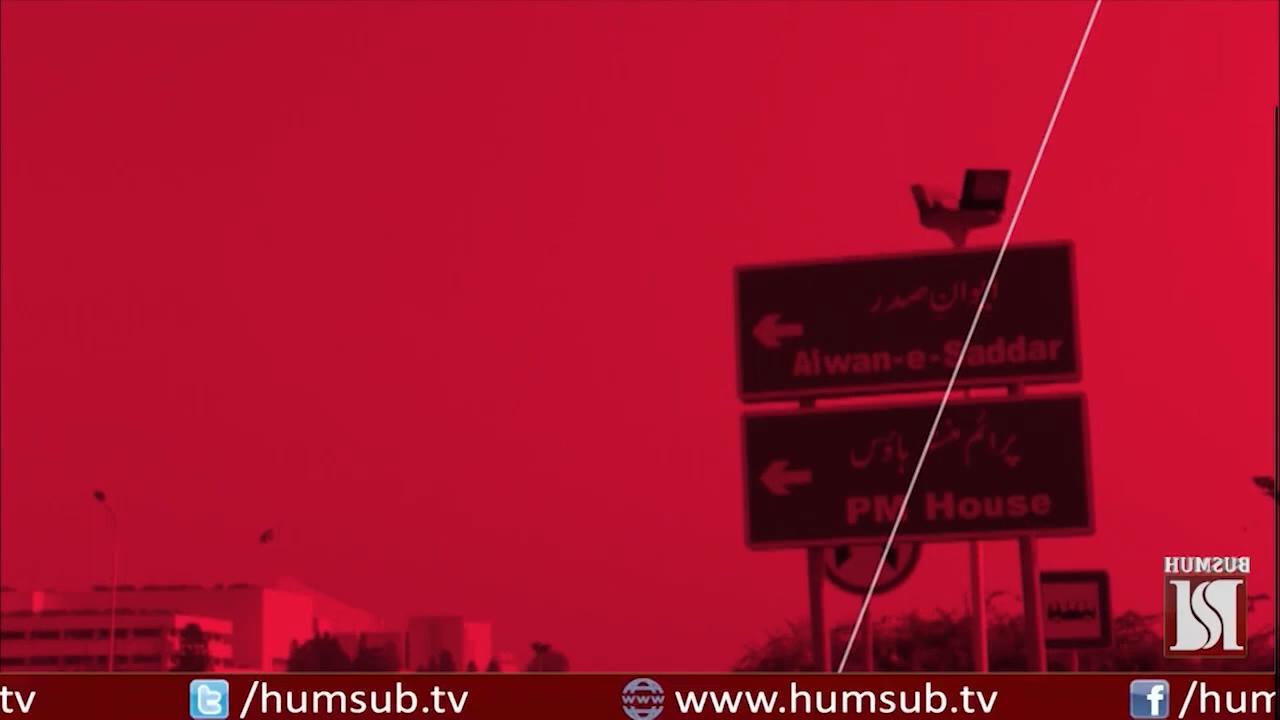 ایوان صدر
Aiwan-e-Saddar
پرائم منسٹر ہاؤس
PM House
HUMSUB
tv
/humsub.tv
www.humsub.tv
/hum